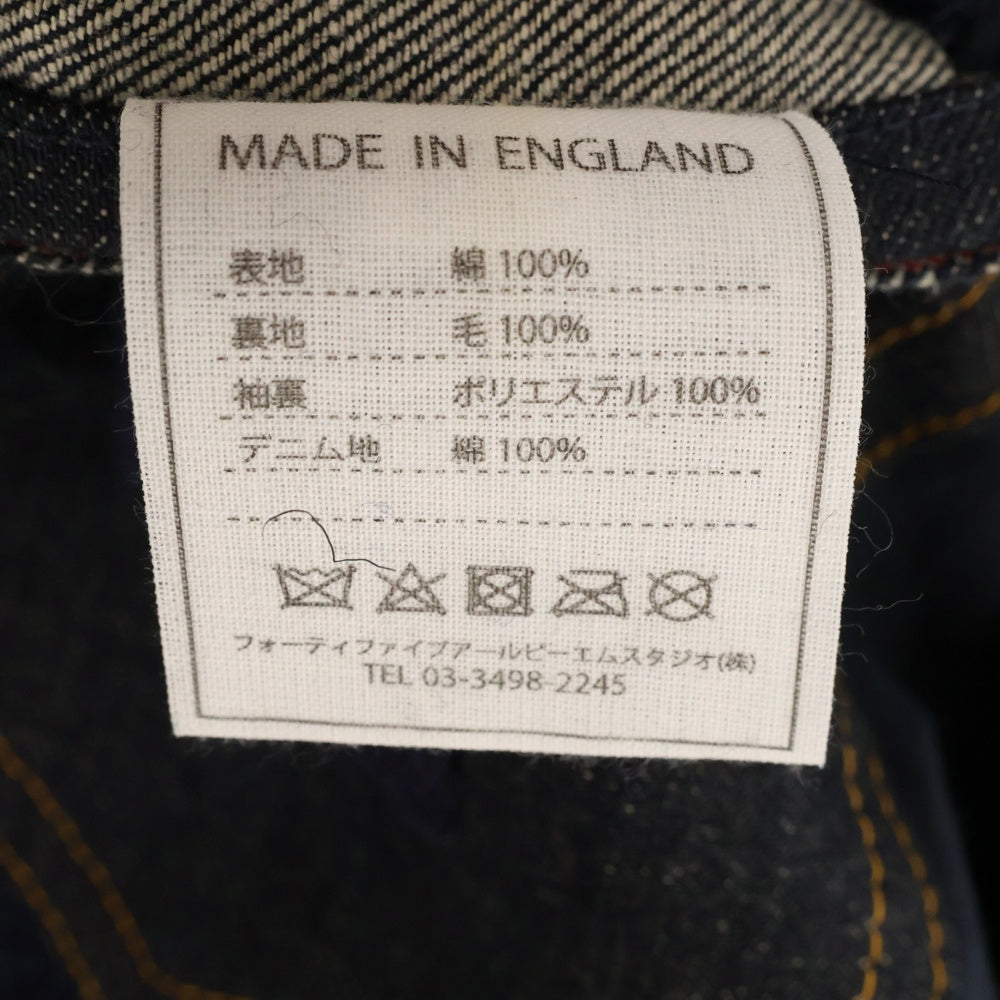 MADE IN ENGLAND
表地 綿 100%
裏地 毛 100%
袖裏 ポリエステル 100%
デニム地 綿 100%
フォーティファイブアールピーエムスタジオ(株)
TEL 03-3498-2245